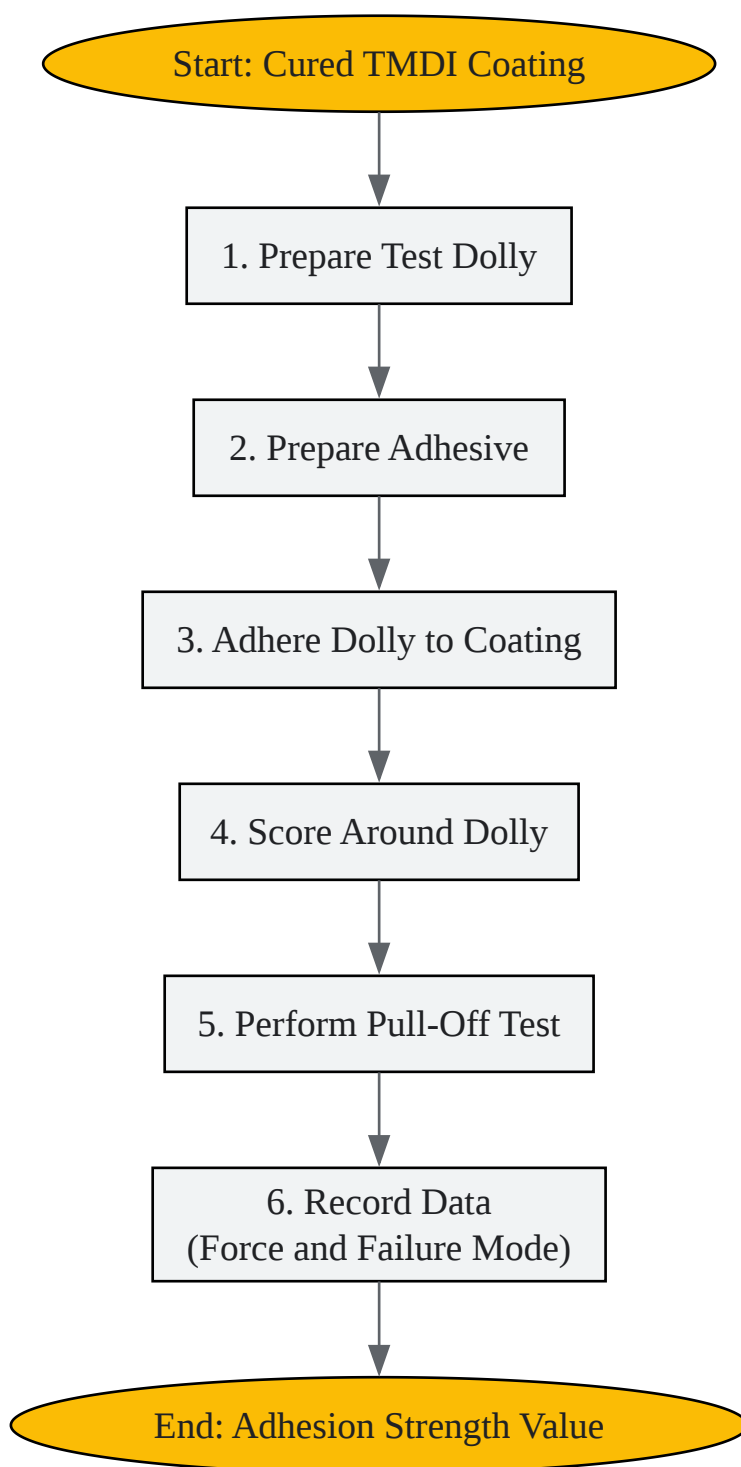 Start: Cured TMDI Coating
1. Prepare Test Dolly
2. Prepare Adhesive
3. Adhere Dolly to Coating
4. Score Around Dolly
5. Perform Pull-Off Test
6. Record Data
(Force and Failure Mode)
End: Adhesion Strength Value